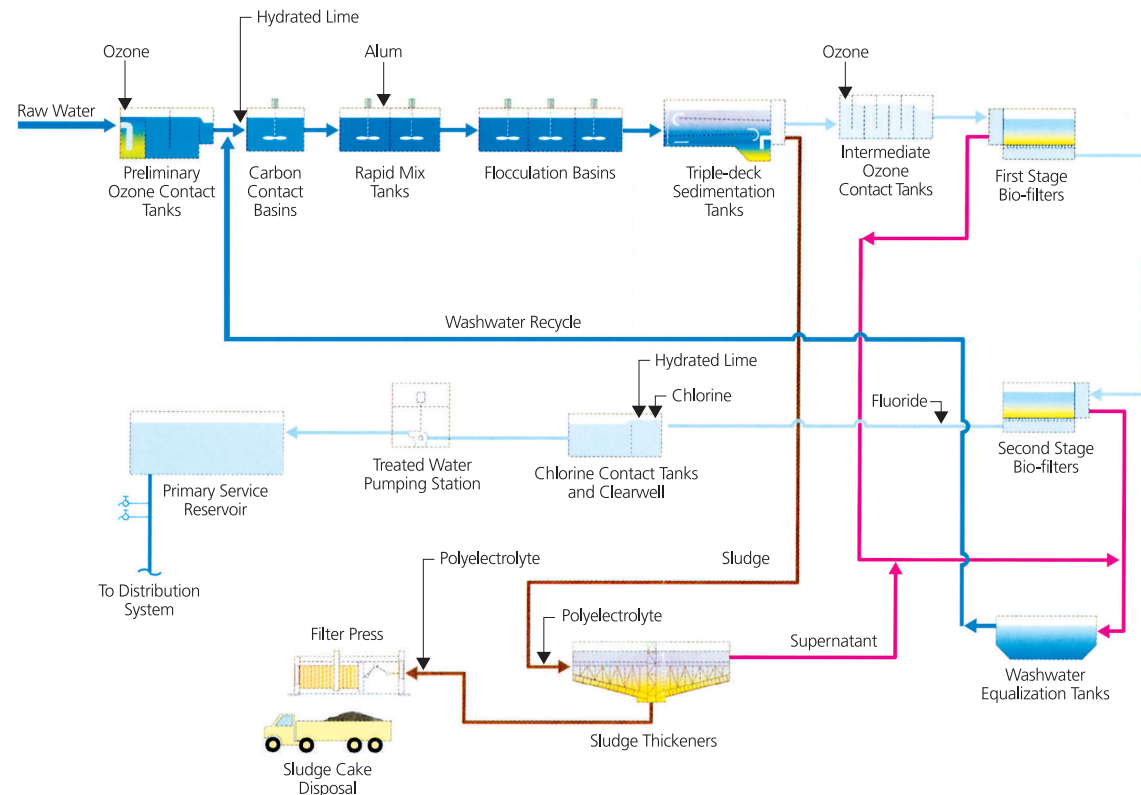 Hydrated Lime
Ozone
Alum
Ozone
Raw Water
Preliminary
Ozone Contact
Tanks
Carbon
Contact
Basins
Rapid Mix
Tanks
Flocculation Basins
Triple-deck
Sedimentation
Tanks
Intermediate
Ozone
Contact Tanks
First Stage
Bio-filters
Washwater Recycle
Hydrated Lime
Chlorine
Fluoride
Primary Service
Reservoir
Treated Water
Pumping Station
Chlorine Contact Tanks
and Clearwell
Second Stage
Bio-filters
To Distribution
System
Polyelectrolyte
Sludge
Filter Press
Polyelectrolyte
Supernatant
Washwater
Equalization Tanks
Sludge Thickeners
Sludge Cake
Disposal